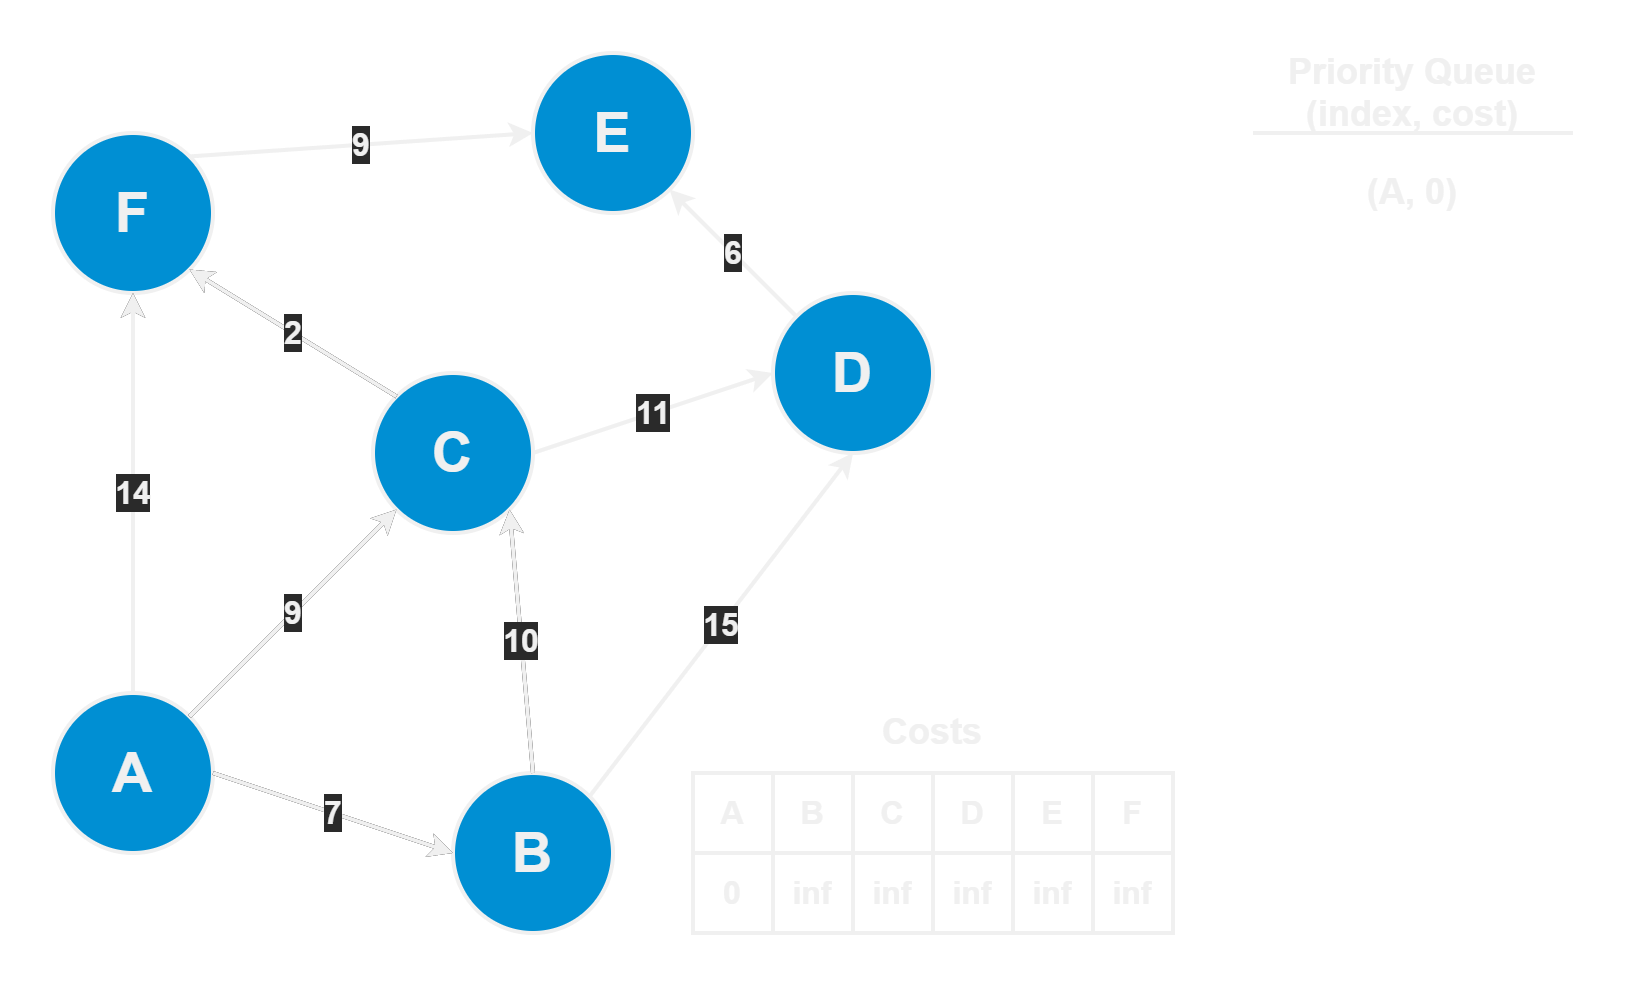 Priority Queue
(index, cost)
(A, 0)
E
9
F
6
2
D
11
C
14
9
10
15
A
7
B
Costs
A B C D E F
0 inf inf inf inf inf